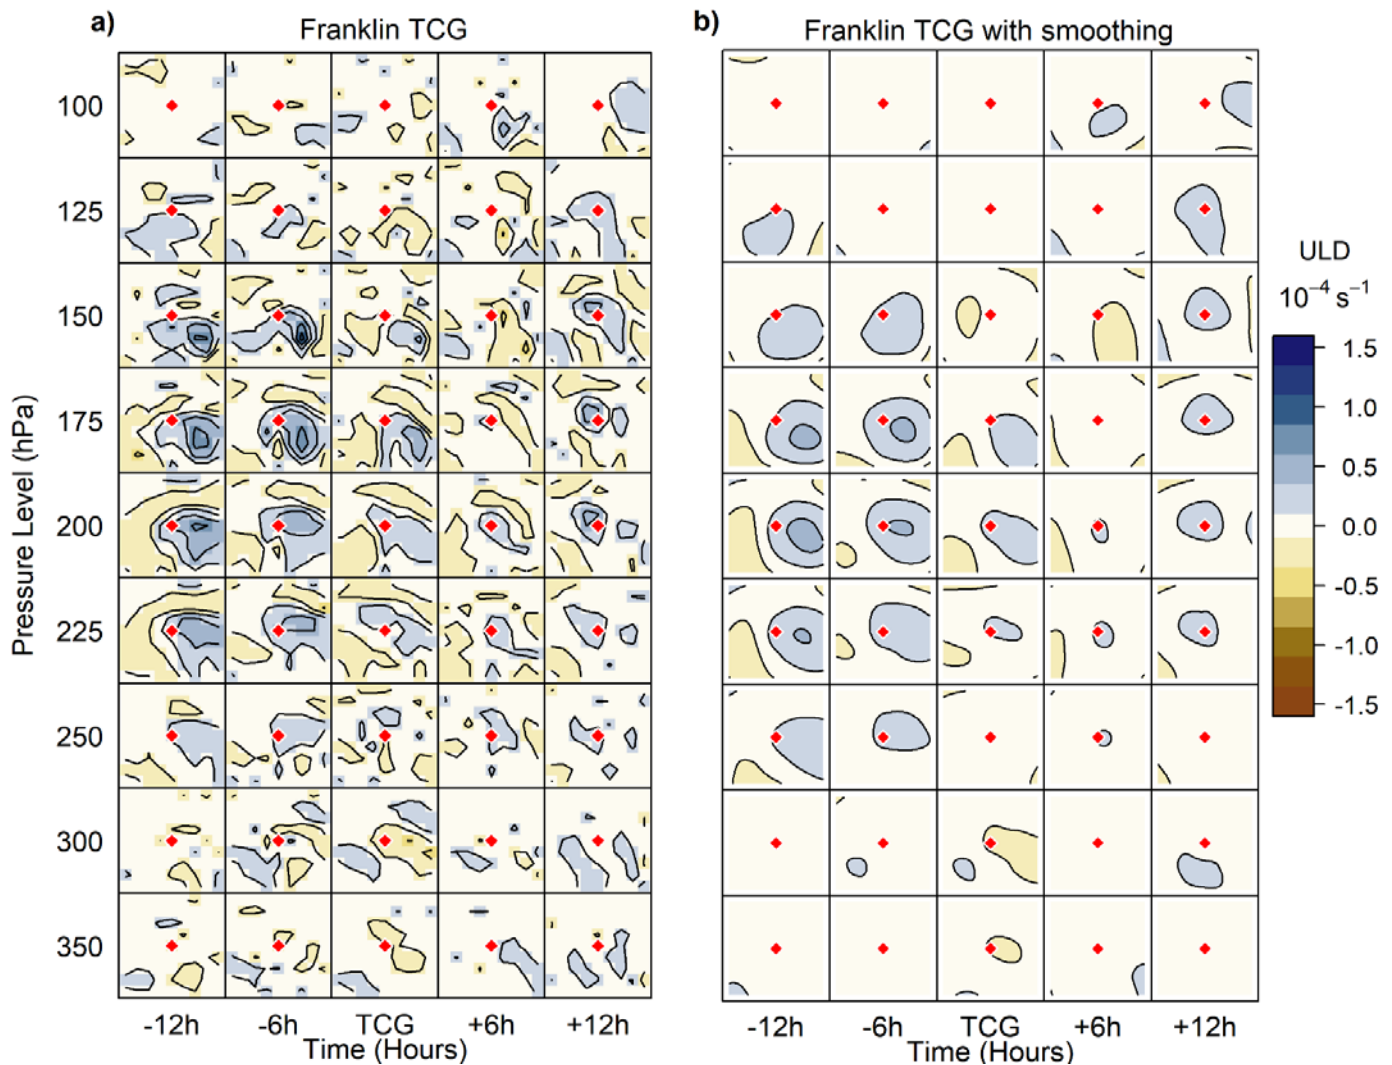 a) Franklin TCG
b) Franklin TCG with smoothing
Pressure Level (hPa)
100
125
150
175
200
225
250
300
350
-12h -6h TCG +6h +12h
Time (Hours)
-12h -6h TCG +6h +12h
Time (Hours)
ULD
10⁻⁴ s⁻¹
1.5
1.0
0.5
0.0
-0.5
-1.0
-1.5